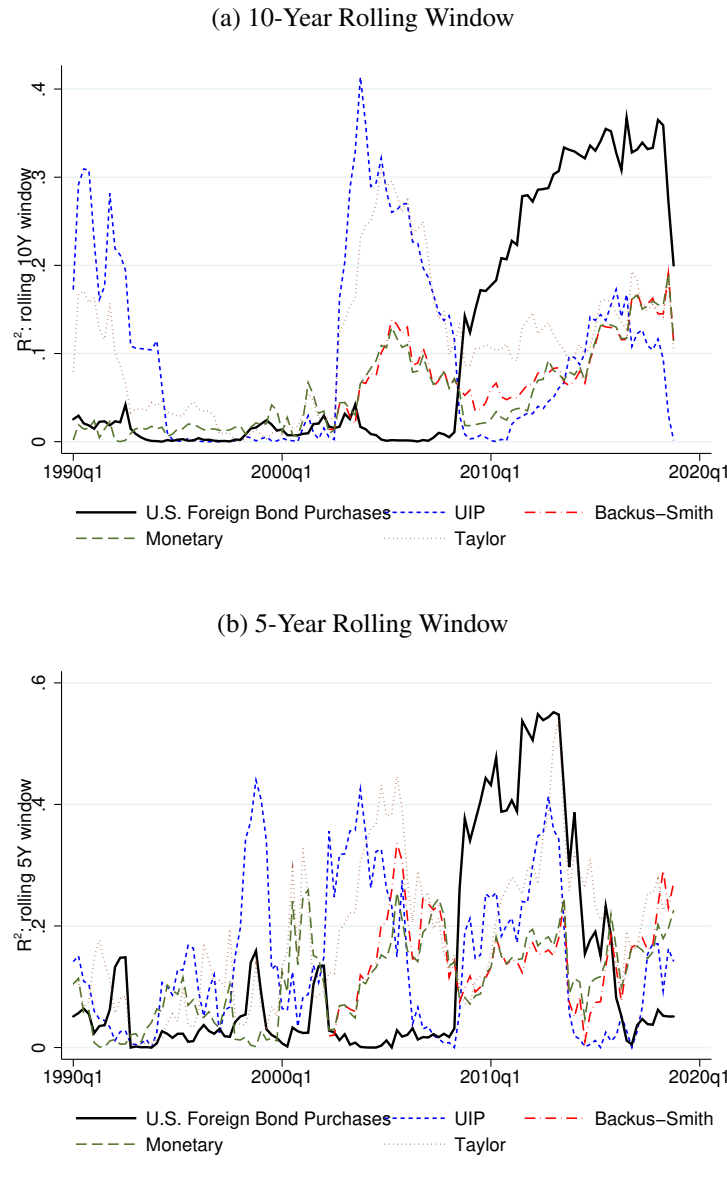 (a) 10-Year Rolling Window
R²: rolling 10Y window
.4
.3
.2
.1
0
1990q1 2000q1 2010q1 2020q1
U.S. Foreign Bond Purchases UIP Backus−Smith
Monetary Taylor
(b) 5-Year Rolling Window
R²: rolling 5Y window
.6
.4
.2
0
1990q1 2000q1 2010q1 2020q1
U.S. Foreign Bond Purchases UIP Backus−Smith
Monetary Taylor